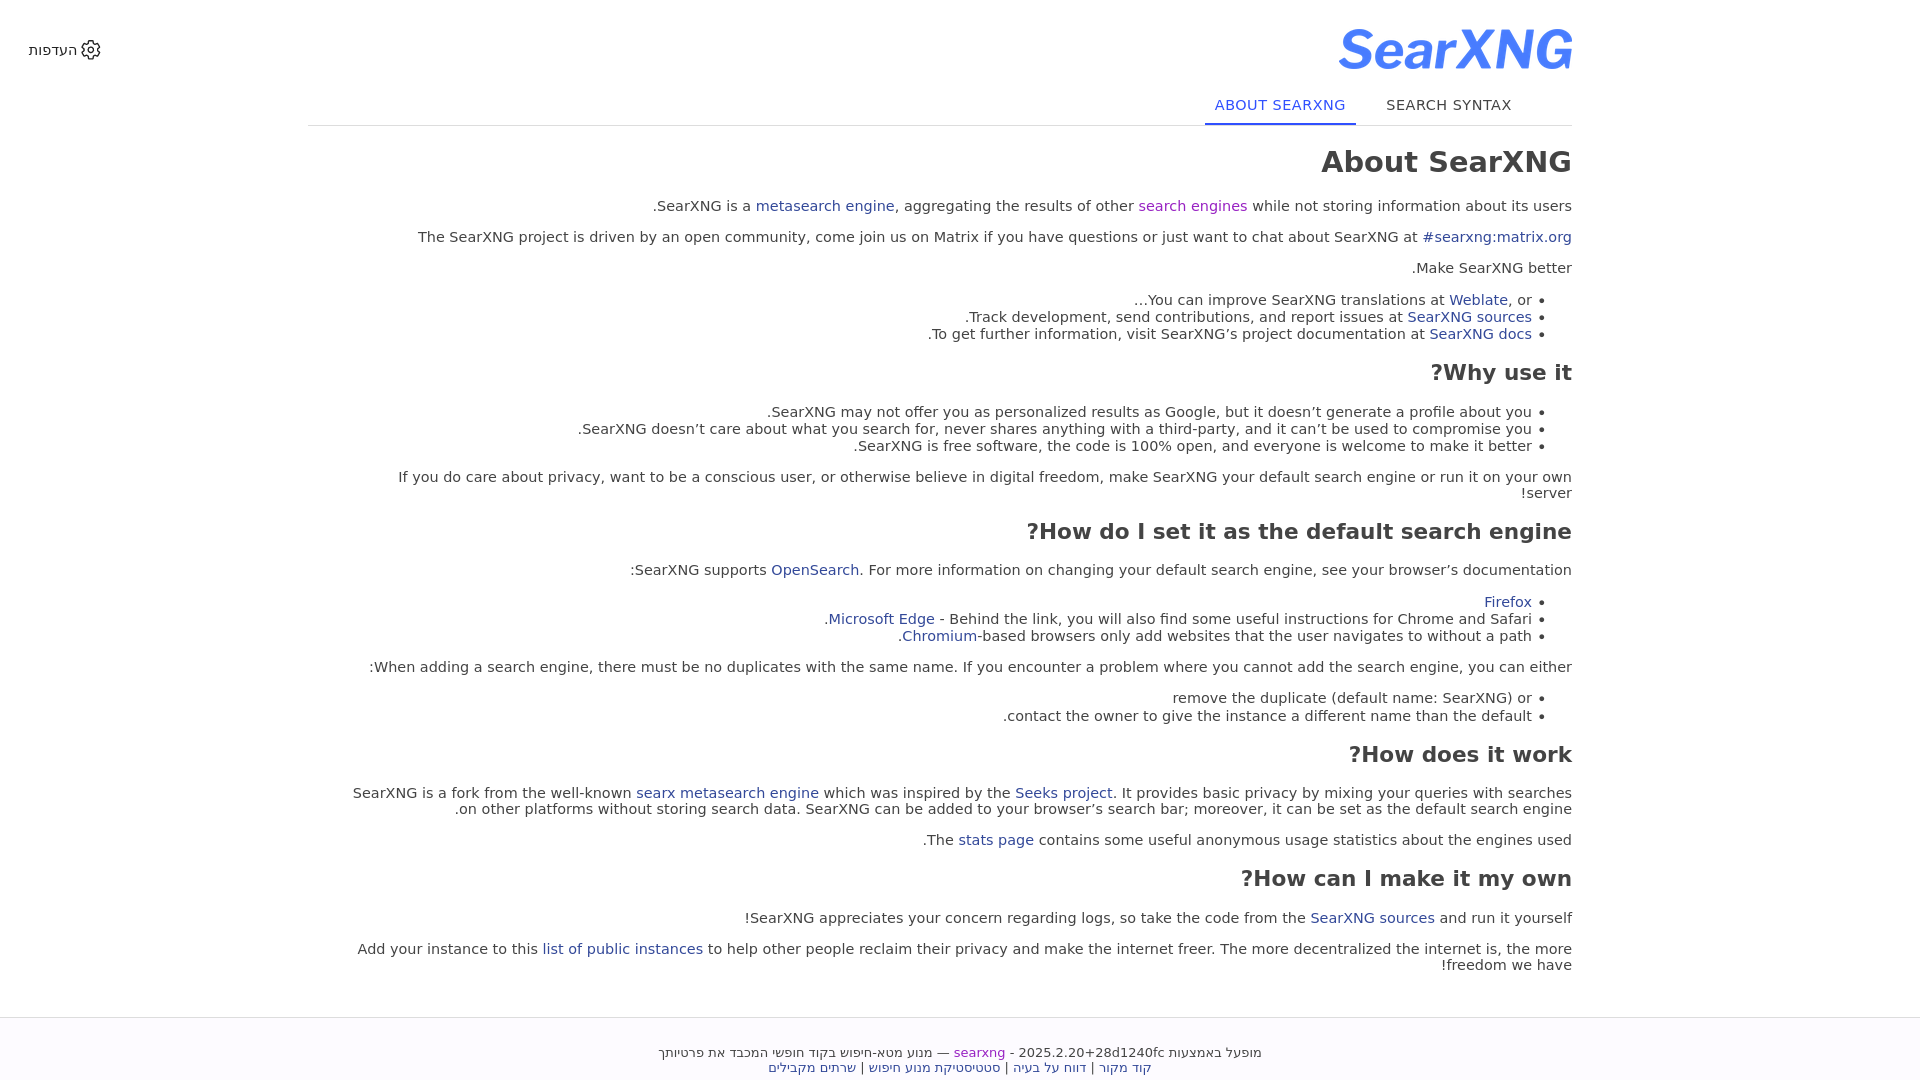 העדפות
SearXNG
SEARCH SYNTAX
ABOUT SEARXNG
About SearXNG
SearXNG is a metasearch engine, aggregating the results of other search engines while not storing information about its users.
The SearXNG project is driven by an open community, come join us on Matrix if you have questions or just want to chat about SearXNG at #searxng:matrix.org
Make SearXNG better.
• You can improve SearXNG translations at Weblate, or…
• Track development, send contributions, and report issues at SearXNG sources.
• To get further information, visit SearXNG’s project documentation at SearXNG docs.
Why use it?
• SearXNG may not offer you as personalized results as Google, but it doesn’t generate a profile about you.
• SearXNG doesn’t care about what you search for, never shares anything with a third-party, and it can’t be used to compromise you.
• SearXNG is free software, the code is 100% open, and everyone is welcome to make it better.
If you do care about privacy, want to be a conscious user, or otherwise believe in digital freedom, make SearXNG your default search engine or run it on your own
server!
How do I set it as the default search engine?
SearXNG supports OpenSearch. For more information on changing your default search engine, see your browser’s documentation:
• Firefox
• Microsoft Edge - Behind the link, you will also find some useful instructions for Chrome and Safari.
• Chromium-based browsers only add websites that the user navigates to without a path.
When adding a search engine, there must be no duplicates with the same name. If you encounter a problem where you cannot add the search engine, you can either:
• remove the duplicate (default name: SearXNG) or
• contact the owner to give the instance a different name than the default.
How does it work?
SearXNG is a fork from the well-known searx metasearch engine which was inspired by the Seeks project. It provides basic privacy by mixing your queries with searches
on other platforms without storing search data. SearXNG can be added to your browser’s search bar; moreover, it can be set as the default search engine.
The stats page contains some useful anonymous usage statistics about the engines used.
How can I make it my own?
SearXNG appreciates your concern regarding logs, so take the code from the SearXNG sources and run it yourself!
Add your instance to this list of public instances to help other people reclaim their privacy and make the internet freer. The more decentralized the internet is, the more
freedom we have!
מופעל באמצעות searxng - 2025.2.20+28d1240fc — מנוע מטא-חיפוש בקוד חופשי המכבד את פרטיותך
קוד מקור | דווח על בעיה | סטטיסטיקת מנוע חיפוש | שרתים מקבילים